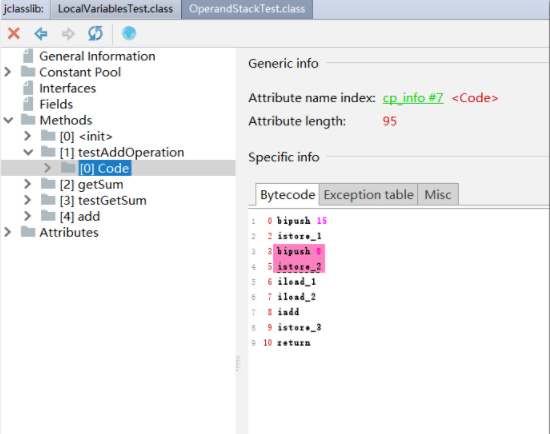 jclasslib: LocalVariablesTest.class OperandStackTest.class
General Information
Constant Pool
Interfaces
Fields
Methods
[0] <init>
[1] testAddOperation
[0] Code
[2] getSum
[3] testGetSum
[4] add
Attributes
Generic info
Attribute name index: cp_info #7 <Code>
Attribute length: 95
Specific info
Bytecode Exception table Misc
1 0 bipush 15
2 2 istore_1
3 3 bipush 8
4 5 istore_2
5 6 iload_1
6 7 iload_2
7 8 iadd
8 9 istore_3
9 10 return